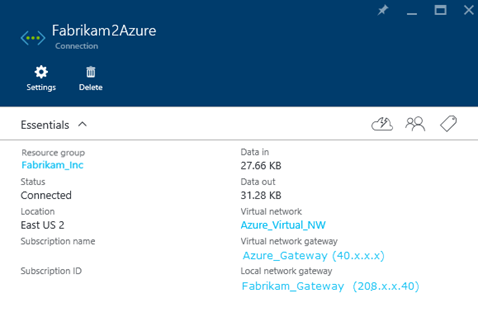 Fabrikam2Azure
Connection
Settings
Delete
Essentials
Resource group
Fabrikam_Inc
Status
Connected
Location
East US 2
Subscription name
Subscription ID
Data in
27.66 KB
Data out
31.28 KB
Virtual network
Azure_Virtual_NW
Virtual network gateway
Azure_Gateway (40.x.x.x)
Local network gateway
Fabrikam_Gateway (208.x.x.40)